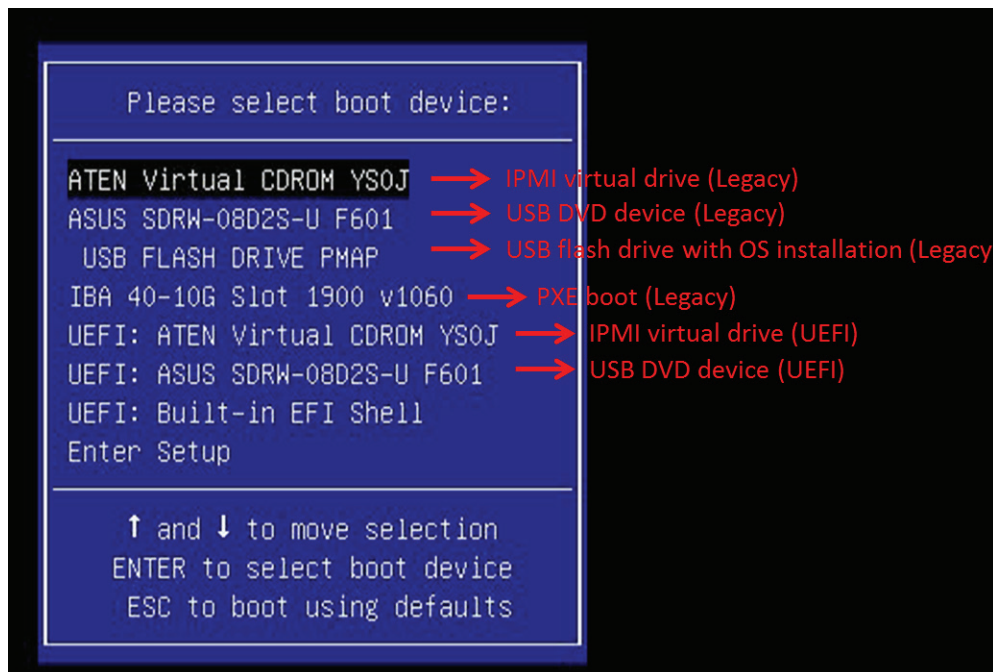 Please select boot device:
ATEN Virtual CDROM YS0J → IPMI virtual drive (Legacy)
ASUS SDRW-08D2S-U F601 → USB DVD device (Legacy)
USB FLASH DRIVE PMAP → USB flash drive with OS installation (Legacy
IBA 40-10G Slot 1900 v1060 → PXE boot (Legacy)
UEFI: ATEN Virtual CDROM YS0J → IPMI virtual drive (UEFI)
UEFI: ASUS SDRW-08D2S-U F601 → USB DVD device (UEFI)
UEFI: Built-in EFI Shell
Enter Setup
↑ and ↓ to move selection
ENTER to select boot device
ESC to boot using defaults